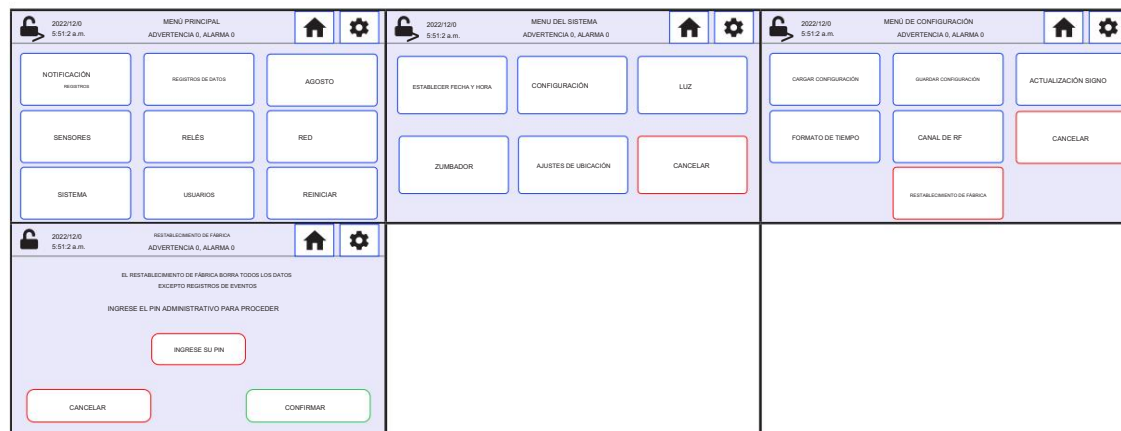 2022/12/0
5:51:2 a.m.
MENÚ PRINCIPAL
ADVERTENCIA 0, ALARMA 0
NOTIFICACIÓN
REGISTROS
REGISTROS DE DATOS
AGOSTO
SENSORES
RELÉS
RED
SISTEMA
USUARIOS
REINICIAR
2022/12/0
5:51:2 a.m.
MENU DEL SISTEMA
ADVERTENCIA 0, ALARMA 0
ESTABLECER FECHA Y HORA
CONFIGURACIÓN
LUZ
ZUMBADOR
AJUSTES DE UBICACIÓN
CANCELAR
2022/12/0
5:51:2 a.m.
MENÚ DE CONFIGURACIÓN
ADVERTENCIA 0, ALARMA 0
CARGAR CONFIGURACIÓN
GUARDAR CONFIGURACIÓN
ACTUALIZACIÓN SIGNO
FORMATO DE TIEMPO
CANAL DE RF
CANCELAR
RESTABLECIMIENTO DE FÁBRICA
2022/12/0
5:51:2 a.m.
RESTABLECIMIENTO DE FÁBRICA
ADVERTENCIA 0, ALARMA 0
EL RESTABLECIMIENTO DE FÁBRICA BORRA TODOS LOS DATOS
EXCEPTO REGISTROS DE EVENTOS
INGRESE EL PIN ADMINISTRATIVO PARA PROCEDER
INGRESE SU PIN
CANCELAR
CONFIRMAR